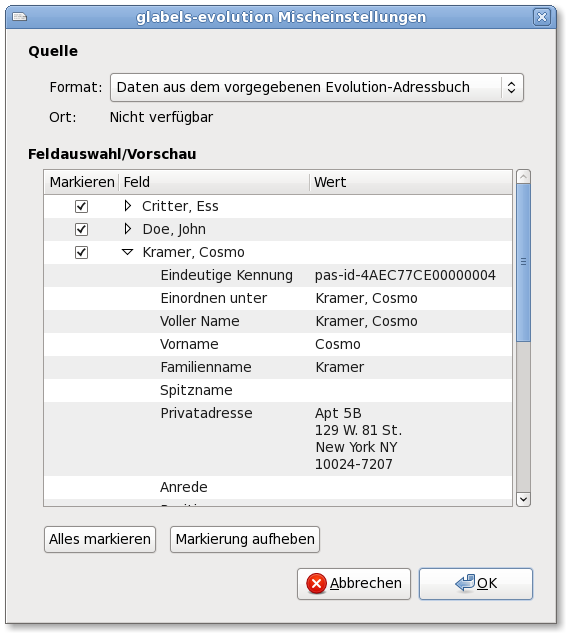 glabels-evolution Mischeinstellungen
Quelle
Format: Daten aus dem vorgegebenen Evolution-Adressbuch
Ort: Nicht verfügbar
Feldauswahl/Vorschau
Markieren Feld Wert
Critter, Ess
Doe, John
Kramer, Cosmo
Eindeutige Kennung pas-id-4AEC77CE00000004
Einordnen unter Kramer, Cosmo
Voller Name Kramer, Cosmo
Vorname Cosmo
Familienname Kramer
Spitzname
Privatadresse Apt 5B
129 W. 81 St.
New York NY
10024-7207
Anrede
Alles markieren Markierung aufheben
Abbrechen OK